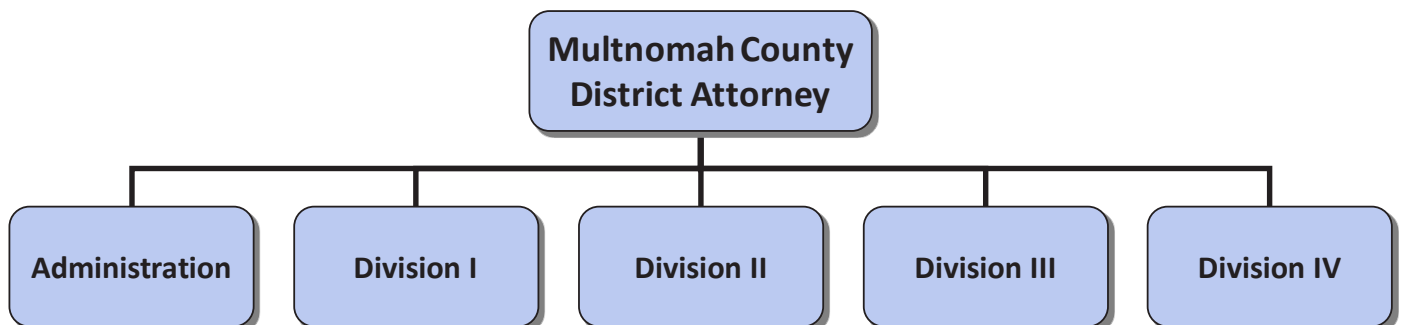 Multnomah County
District Attorney
Administration
Division I
Division II
Division III
Division IV